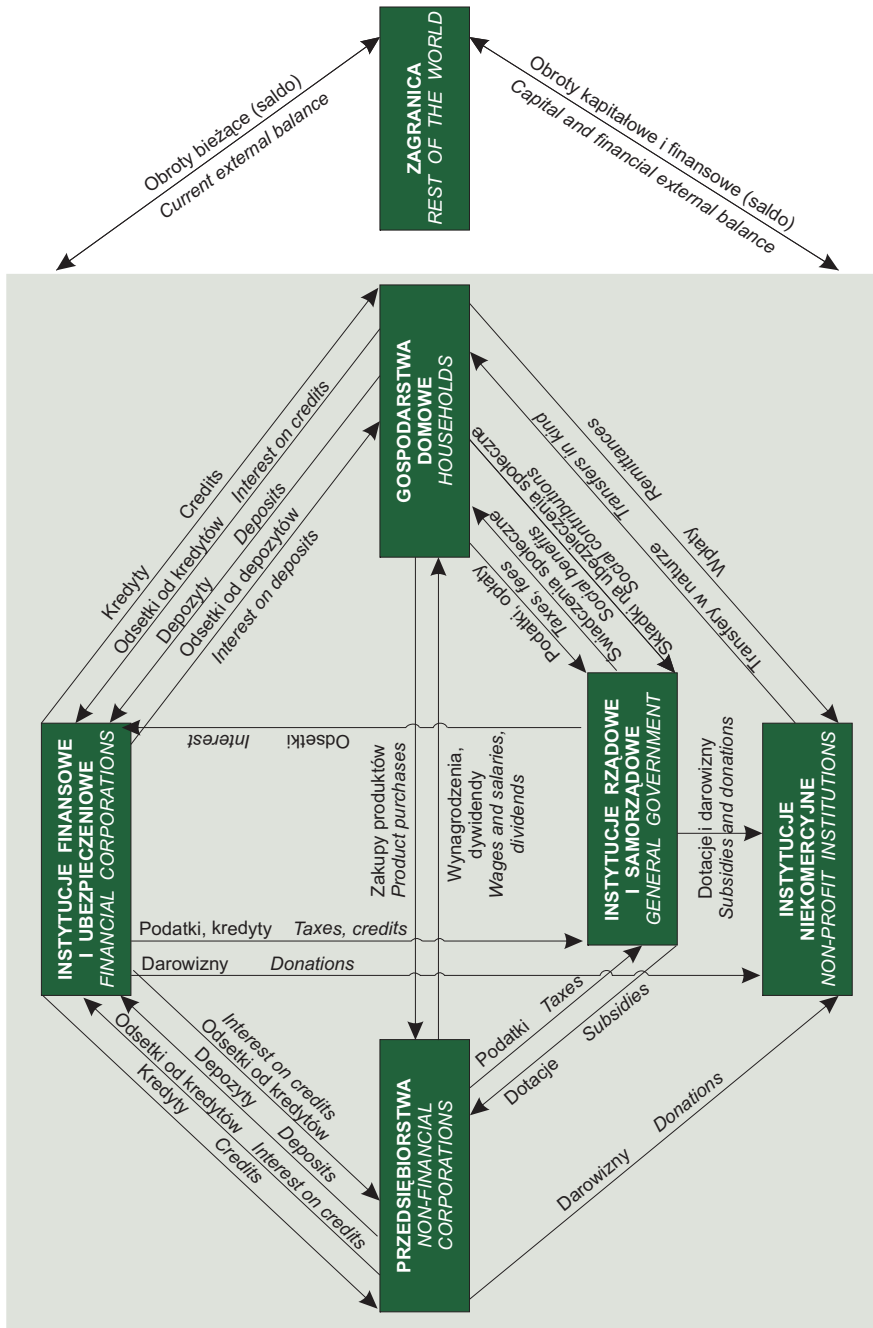 Obroty bieżące (saldo)
Current external balance
ZAGRANICA
REST OF THE WORLD
Obroty kapitałowe i finansowe (saldo)
Capital and financial external balance
GOSPODARSTWA
DOMOWE
HOUSEHOLDS
Kredyty Credits
Odsetki od kredytów Interest on credits
Depozyty Deposits
Odsetki od depozytów
Interest on deposits
Wpłaty Remittances
Transfery w naturze Transfers In kind
Składki na ubezpieczenia społeczne
Social contributions
Social benefits
Świadczenia społeczne
Taxes, fees
Podatki, opłaty
INSTYTUCJE FINANSOWE
I UBEZPIECZENIOWE
FINANCIAL CORPORATIONS
Odsetki Interest
Zakupy produktów
Product purchases
Wynagrodzenia,
dywidendy
Wages and salaries,
dividends
INSTYTUCJE RZĄDOWE
I SAMORZĄDOWE
GENERAL GOVERNMENT
Dotacje i darowizny
Subsidies and donations
INSTYTUCJE
NIEKOMERCYJNE
NON-PROFIT INSTITUTIONS
Podatki, kredyty Taxes, credits
Darowizny Donations
Interest on credits
Odsetki od kredytów
Depozyty Deposits
Odsetki od kredytów Interest on credits
Kredyty Credits
PRZEDSIĘBIORSTWA
NON-FINANCIAL
CORPORATIONS
Podatki Taxes
Dotacje Subsidies
Darowizny Donations